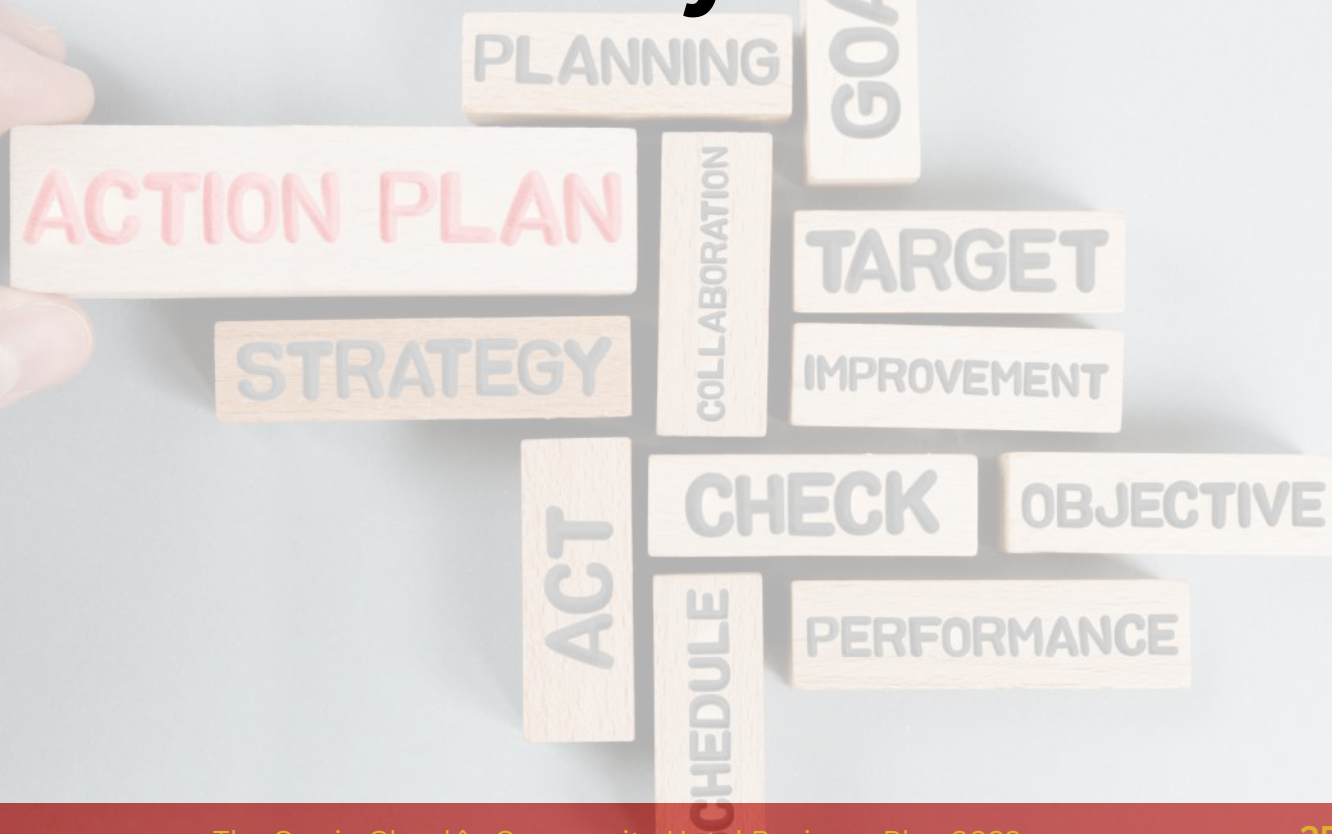 PLANNING
GOA
ACTION PLAN
COLLABORATION
TARGET
STRATEGY
IMPROVEMENT
CHECK
OBJECTIVE
ACT
CHEDULE
PERFORMANCE